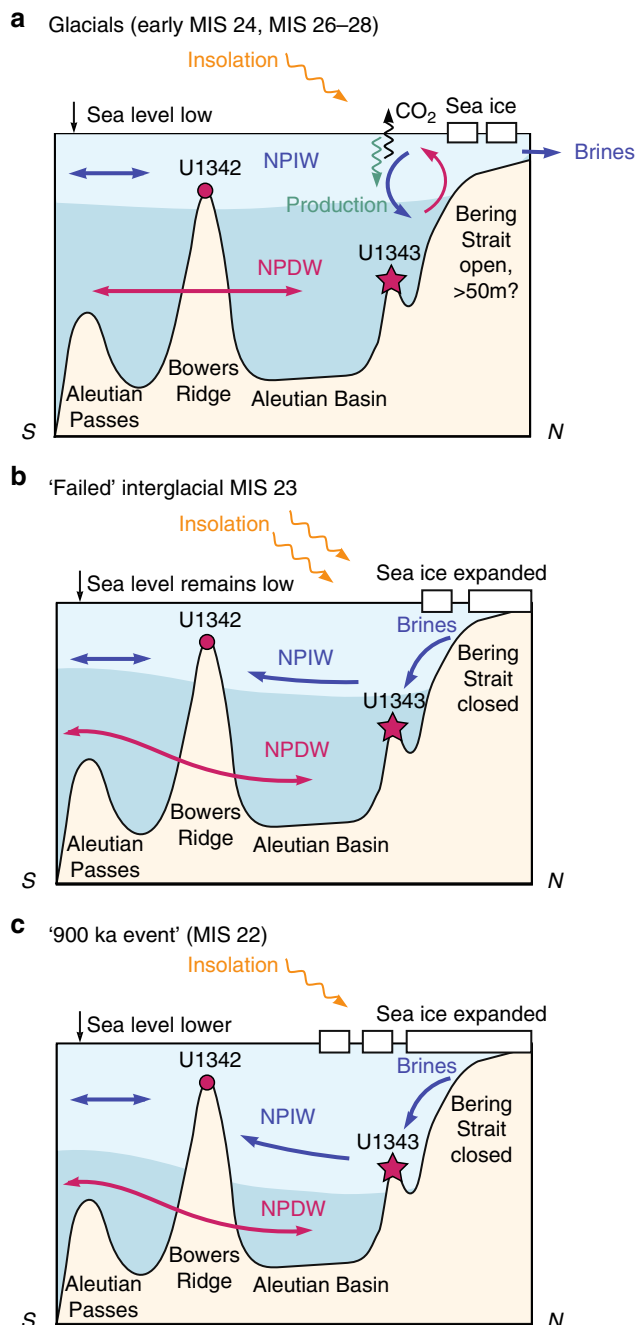 a Glacials (early MIS 24, MIS 26–28)
Insolation
Sea level low
CO2
Sea ice
NPIW
U1342
Brines
Production
U1343
NPDW
Bering
Strait
open,
>50m?
Aleutian
Passes
Bowers
Ridge
Aleutian Basin
S
N
b 'Failed' interglacial MIS 23
Insolation
Sea level remains low
Sea ice expanded
U1342
Brines
NPIW
U1343
Bering
Strait
closed
NPDW
Aleutian
Passes
Bowers
Ridge
Aleutian Basin
S
N
c '900 ka event' (MIS 22)
Insolation
Sea level lower
Sea ice expanded
U1342
Brines
NPIW
U1343
Bering
Strait
closed
NPDW
Aleutian
Passes
Bowers
Ridge
Aleutian Basin
S
N